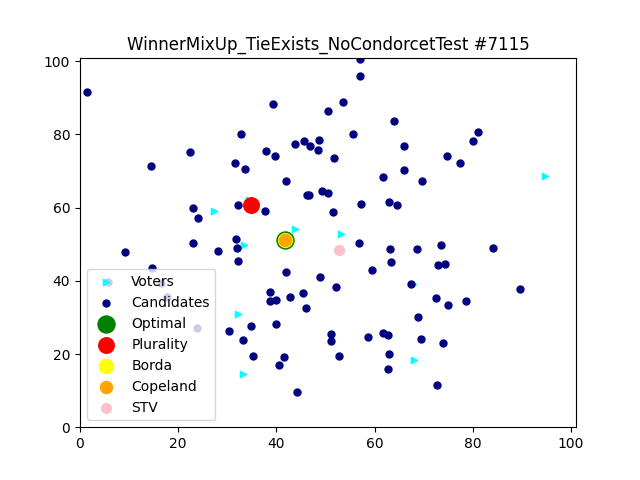 WinnerMixUp_TieExists_NoCondorcetTest #7115
100
80
60
40
20
0
Voters
Candidates
Optimal
Plurality
Borda
Copeland
STV
0 20 40 60 80 100